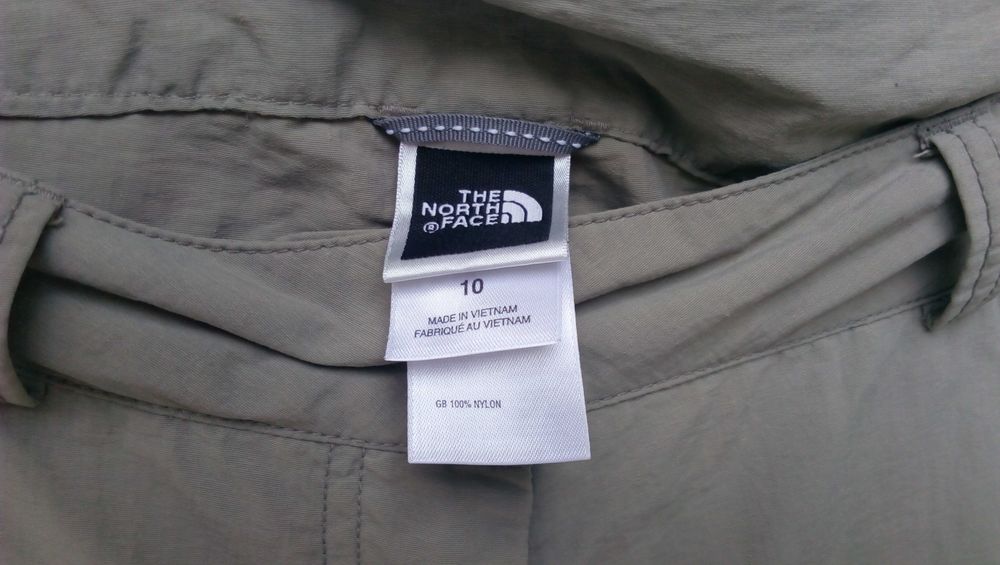 THE
NORTH
® FACE
10
MADE IN VIETNAM
FABRIQUÉ AU VIETNAM
GB 100% NYLON